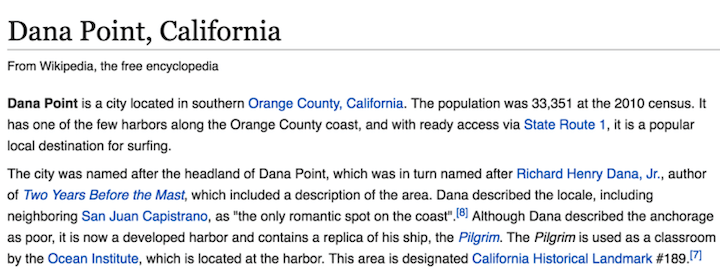 Dana Point, California
From Wikipedia, the free encyclopedia
Dana Point is a city located in southern Orange County, California. The population was 33,351 at the 2010 census. It
has one of the few harbors along the Orange County coast, and with ready access via State Route 1, it is a popular
local destination for surfing.
The city was named after the headland of Dana Point, which was in turn named after Richard Henry Dana, Jr., author
of Two Years Before the Mast, which included a description of the area. Dana described the locale, including
neighboring San Juan Capistrano, as "the only romantic spot on the coast".[8] Although Dana described the anchorage
as poor, it is now a developed harbor and contains a replica of his ship, the Pilgrim. The Pilgrim is used as a classroom
by the Ocean Institute, which is located at the harbor. This area is designated California Historical Landmark #189.[7]